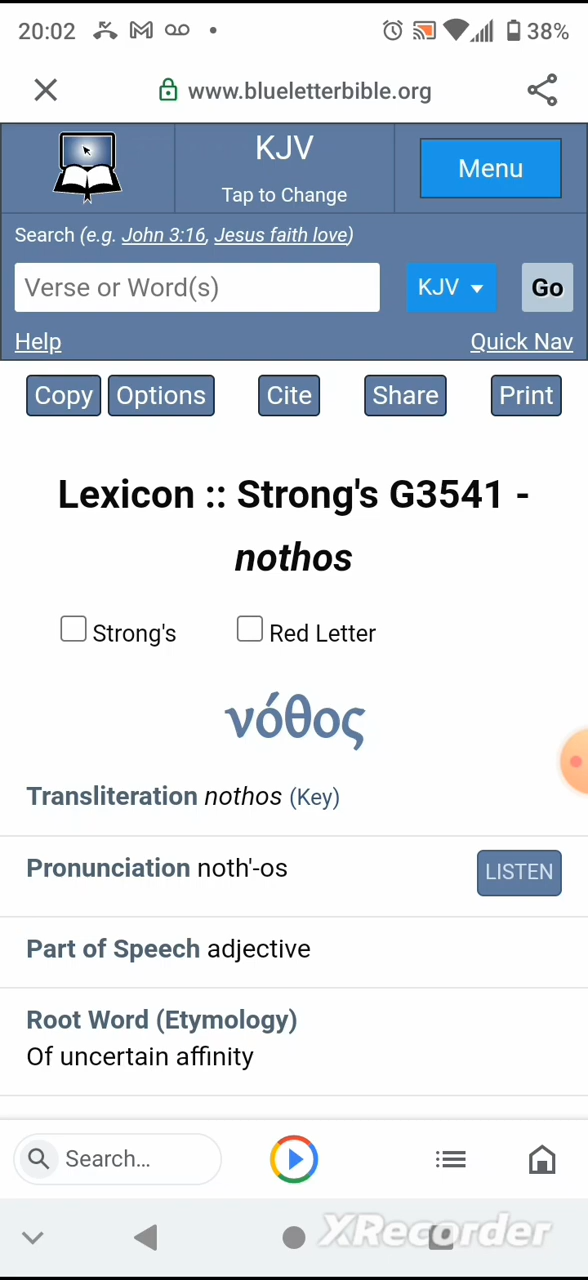 20:02 38%
www.blueletterbible.org
KJV
Tap to Change
Menu
Search (e.g. John 3:16, Jesus faith love)
Verse or Word(s)
KJV
Go
Help
Quick Nav
Copy
Options
Cite
Share
Print
Lexicon :: Strong's G3541 -
nothos
Strong's
Red Letter
νόθος
Transliteration nothos (Key)
Pronunciation noth'-os
LISTEN
Part of Speech adjective
Root Word (Etymology)
Of uncertain affinity
Search...
XRecorder